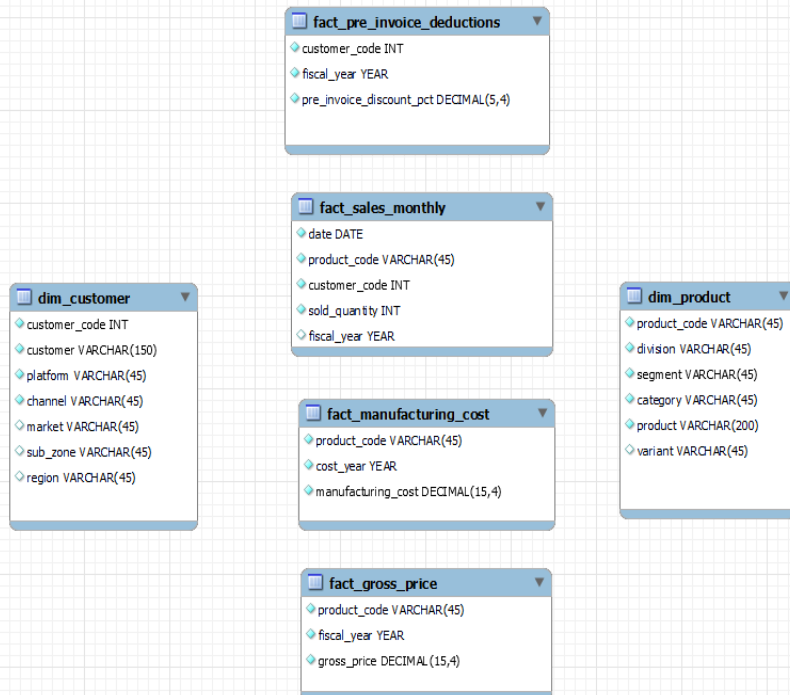 fact_pre_invoice_deductions
customer_code INT
fiscal_year YEAR
pre_invoice_discount_pct DECIMAL(5,4)
fact_sales_monthly
date DATE
product_code VARCHAR(45)
customer_code INT
sold_quantity INT
fiscal_year YEAR
dim_customer
customer_code INT
customer VARCHAR(150)
platform VARCHAR(45)
channel VARCHAR(45)
market VARCHAR(45)
sub_zone VARCHAR(45)
region VARCHAR(45)
dim_product
product_code VARCHAR(45)
division VARCHAR(45)
segment VARCHAR(45)
category VARCHAR(45)
product VARCHAR(200)
variant VARCHAR(45)
fact_manufacturing_cost
product_code VARCHAR(45)
cost_year YEAR
manufacturing_cost DECIMAL(15,4)
fact_gross_price
product_code VARCHAR(45)
fiscal_year YEAR
gross_price DECIMAL(15,4)